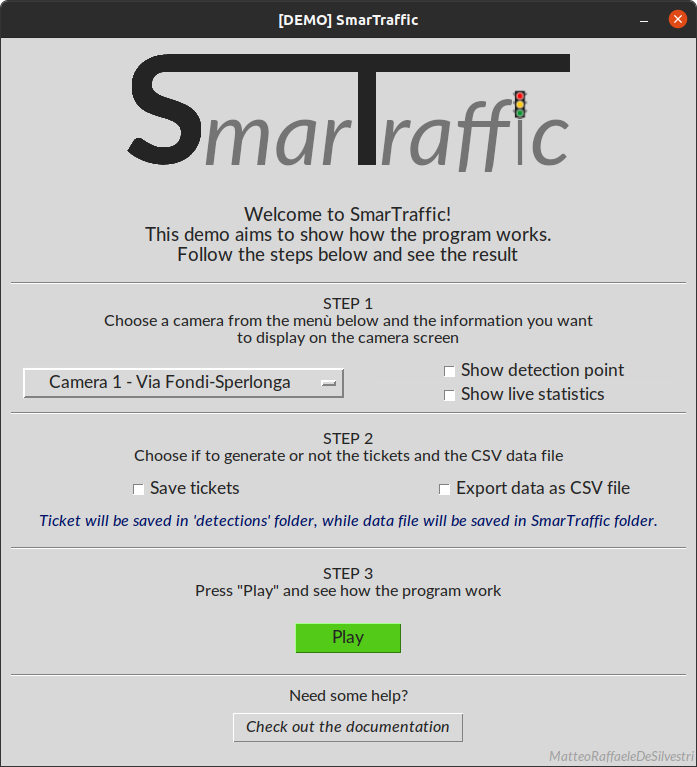 [DEMO] SmarTraffic
SmarTraffic
Welcome to SmarTraffic!
This demo aims to show how the program works.
Follow the steps below and see the result
STEP 1
Choose a camera from the menù below and the information you want
to display on the camera screen
Camera 1 - Via Fondi-Sperlonga
Show detection point
Show live statistics
STEP 2
Choose if to generate or not the tickets and the CSV data file
Save tickets
Export data as CSV file
Ticket will be saved in 'detections' folder, while data file will be saved in SmarTraffic folder.
STEP 3
Press "Play" and see how the program work
Play
Need some help?
Check out the documentation
MatteoRaffaeleDeSilvestri